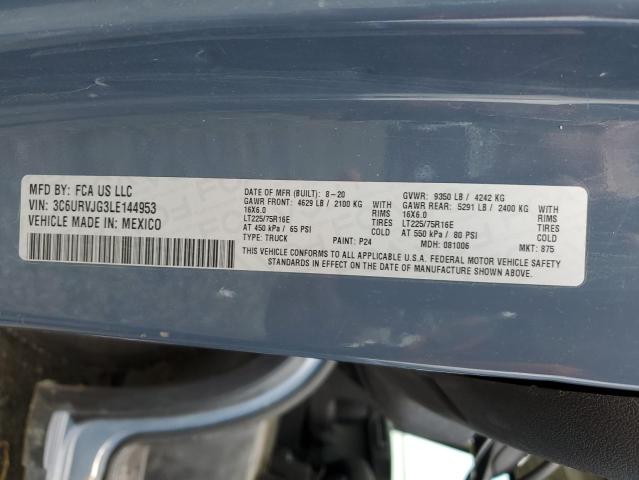 MFD BY: FCA US LLC
VIN: 3C6URVJG3LE144953
VEHICLE MADE IN: MEXICO
DATE OF MFR (BUILT): 8-20
GAWR FRONT: 4629 LB / 2100 KG WITH
16X6.0 RIMS
LT225/75R16E TIRES
AT 450 kPa / 65 PSI COLD
TYPE: TRUCK PAINT: P24
GVWR: 9350 LB / 4242 KG
GAWR REAR: 5291 LB / 2400 KG WITH
16X6.0 RIMS
LT225/75R16E TIRES
AT 550 kPa / 80 PSI COLD
MDH: 081006 MKT: 875
THIS VEHICLE CONFORMS TO ALL APPLICABLE U.S.A. FEDERAL MOTOR VEHICLE SAFETY
STANDARDS IN EFFECT ON THE DATE OF MANUFACTURE SHOWN ABOVE.